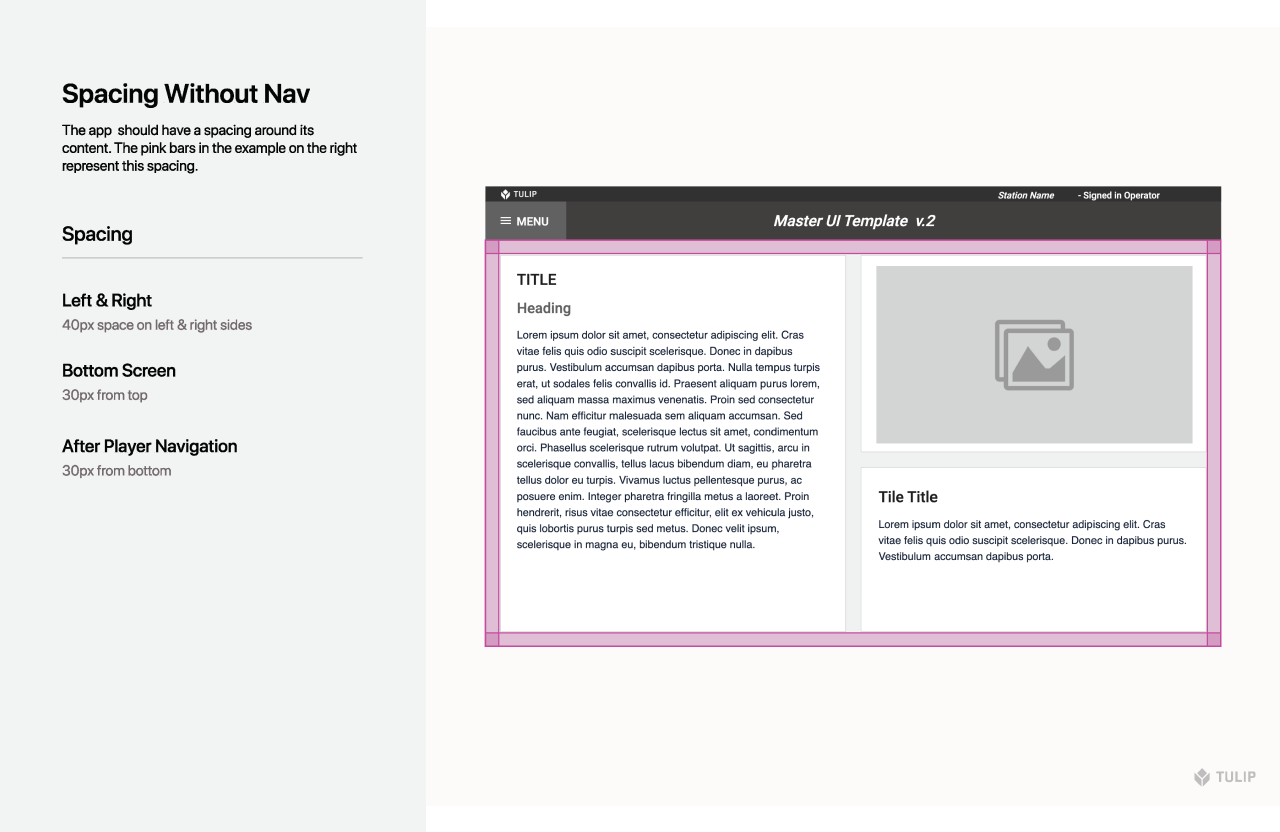 Spacing Without Nav
The app  should have a spacing around its
content. The pink bars in the example on the right
represent this spacing.
Spacing
Left & Right
40px space on left & right sides
Bottom Screen
30px from top
After Player Navigation
30px from bottom
TULIP
Station Name
- Signed in Operator
MENU
Master UI Template  v.2
TITLE
Heading
Lorem ipsum dolor sit amet, consectetur adipiscing elit. Cras
vitae felis quis odio suscipit scelerisque. Donec in dapibus
purus. Vestibulum accumsan dapibus porta. Nulla tempus turpis
erat, ut sodales felis convallis id. Praesent aliquam purus lorem,
sed aliquam massa maximus venenatis. Proin sed consectetur
nunc. Nam efficitur malesuada sem aliquam accumsan. Sed
faucibus ante feugiat, scelerisque lectus sit amet, condimentum
orci. Phasellus scelerisque rutrum volutpat. Ut sagittis, arcu in
scelerisque convallis, tellus lacus bibendum diam, eu pharetra
tellus dolor eu turpis. Vivamus luctus pellentesque purus, ac
posuere enim. Integer pharetra fringilla metus a laoreet. Proin
hendrerit, risus vitae consectetur efficitur, elit ex vehicula justo,
quis lobortis purus turpis sed metus. Donec velit ipsum,
scelerisque in magna eu, bibendum tristique nulla.
Tile Title
Lorem ipsum dolor sit amet, consectetur adipiscing elit. Cras
vitae felis quis odio suscipit scelerisque. Donec in dapibus purus.
Vestibulum accumsan dapibus porta.
TULIP